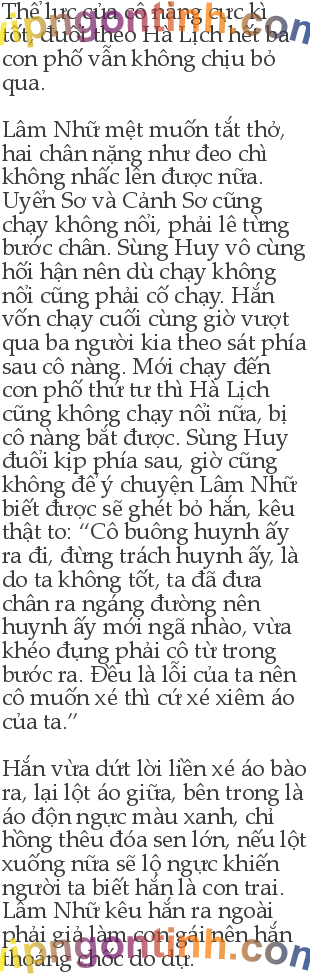 Thể lực của cô nàng cực kì
tốt, đuổi theo Hà Lịch hết ba
con phố vẫn không chịu bỏ
qua.

Lâm Nhữ mệt muốn tắt thở,
hai chân nặng như đeo chì
không nhấc lên được nữa.
Uyển Sơ và Cảnh Sơ cũng
chạy không nổi, phải lê từng
bước chân. Sùng Huy vô cùng
hối hận nên dù chạy không
nổi cũng phải cố chạy. Hắn
vốn chạy cuối cùng giờ vượt
qua ba người kia theo sát phía
sau cô nàng. Mới chạy đến
con phố thứ tư thì Hà Lịch
cũng không chạy nổi nữa, bị
cô nàng bắt được. Sùng Huy
đuổi kịp phía sau, giờ cũng
không để ý chuyện Lâm Nhữ
biết được sẽ ghét bỏ hắn, kêu
thật to: “Cô buông huynh ấy
ra đi, đừng trách huynh ấy, là
do ta không tốt, ta đã đưa
chân ra ngáng đường nên
huynh ấy mới ngã nhào, vừa
khéo đụng phải cô từ trong
bước ra. Đều là lỗi của ta nên
cô muốn xé thì cứ xé xiêm áo
của ta.”

Hắn vừa dứt lời liền xé áo bào
ra, lại lột áo giữa, bên trong là
áo độn ngực màu xanh, chỉ
hồng thêu đóa sen lớn, nếu lột
xuống nữa sẽ lộ ngực khiến
người ta biết hắn là con trai.
Lâm Nhữ kêu hắn ra ngoài
phải giả làm con gái nên hắn
thoáng chốc do dự.
ipngontinh.com
ipngontinh.com